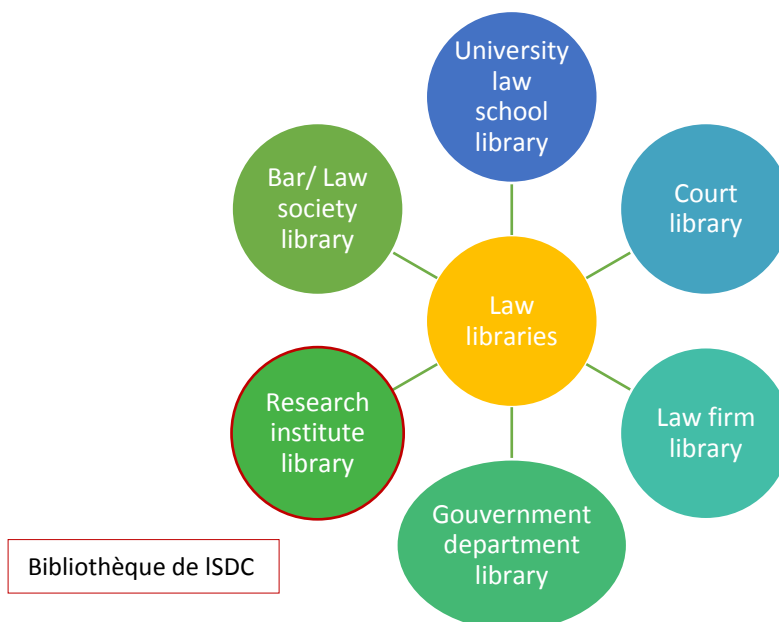 University
law
school
library
Bar/ Law
society
library
Court
library
Law
libraries
Research
institute
library
Law firm
library
Gouvernment
department
library
Bibliothèque de lSDC